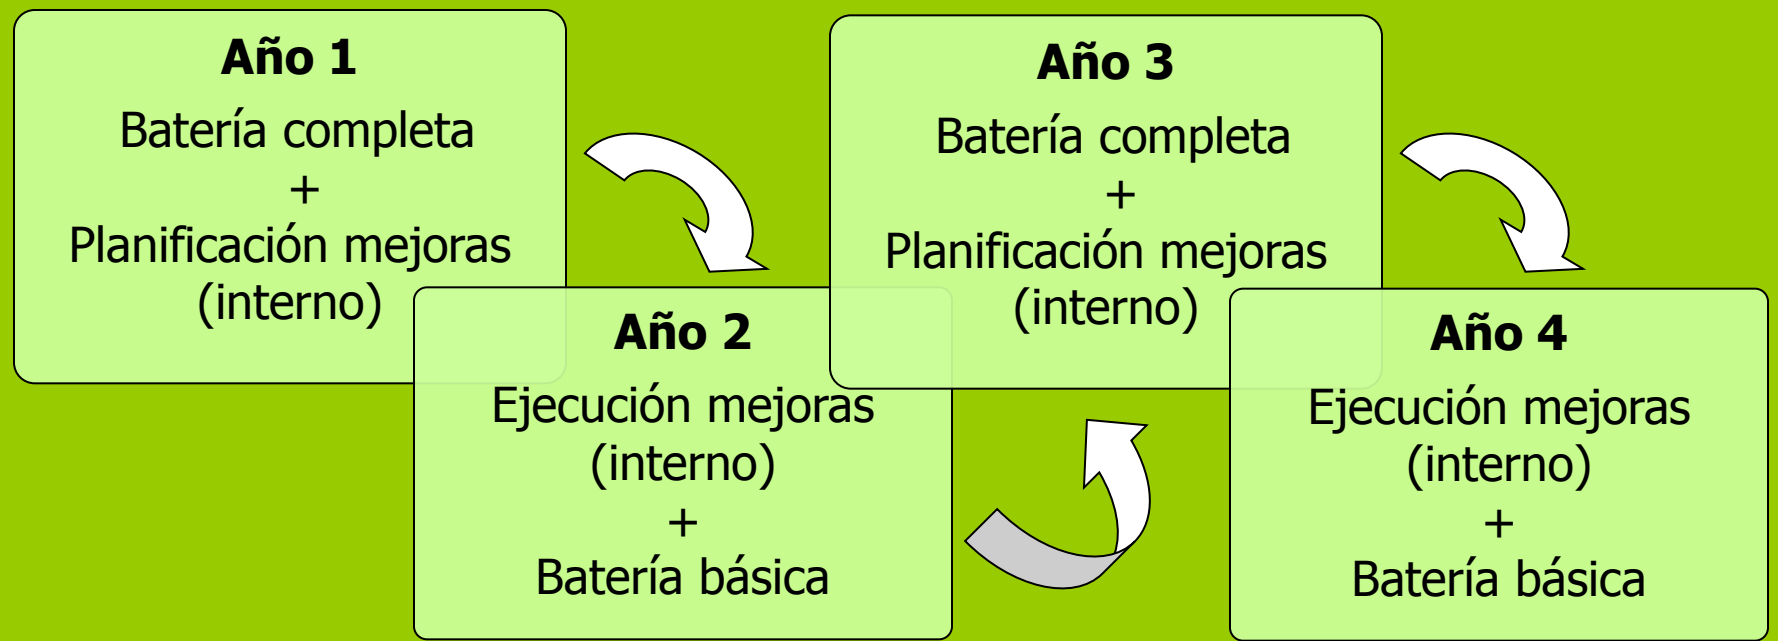 Año 1
Batería completa
+
Planificación mejoras
(interno)
Año 2
Ejecución mejoras
(interno)
+
Batería básica
Año 3
Batería completa
+
Planificación mejoras
(interno)
Año 4
Ejecución mejoras
(interno)
+
Batería básica